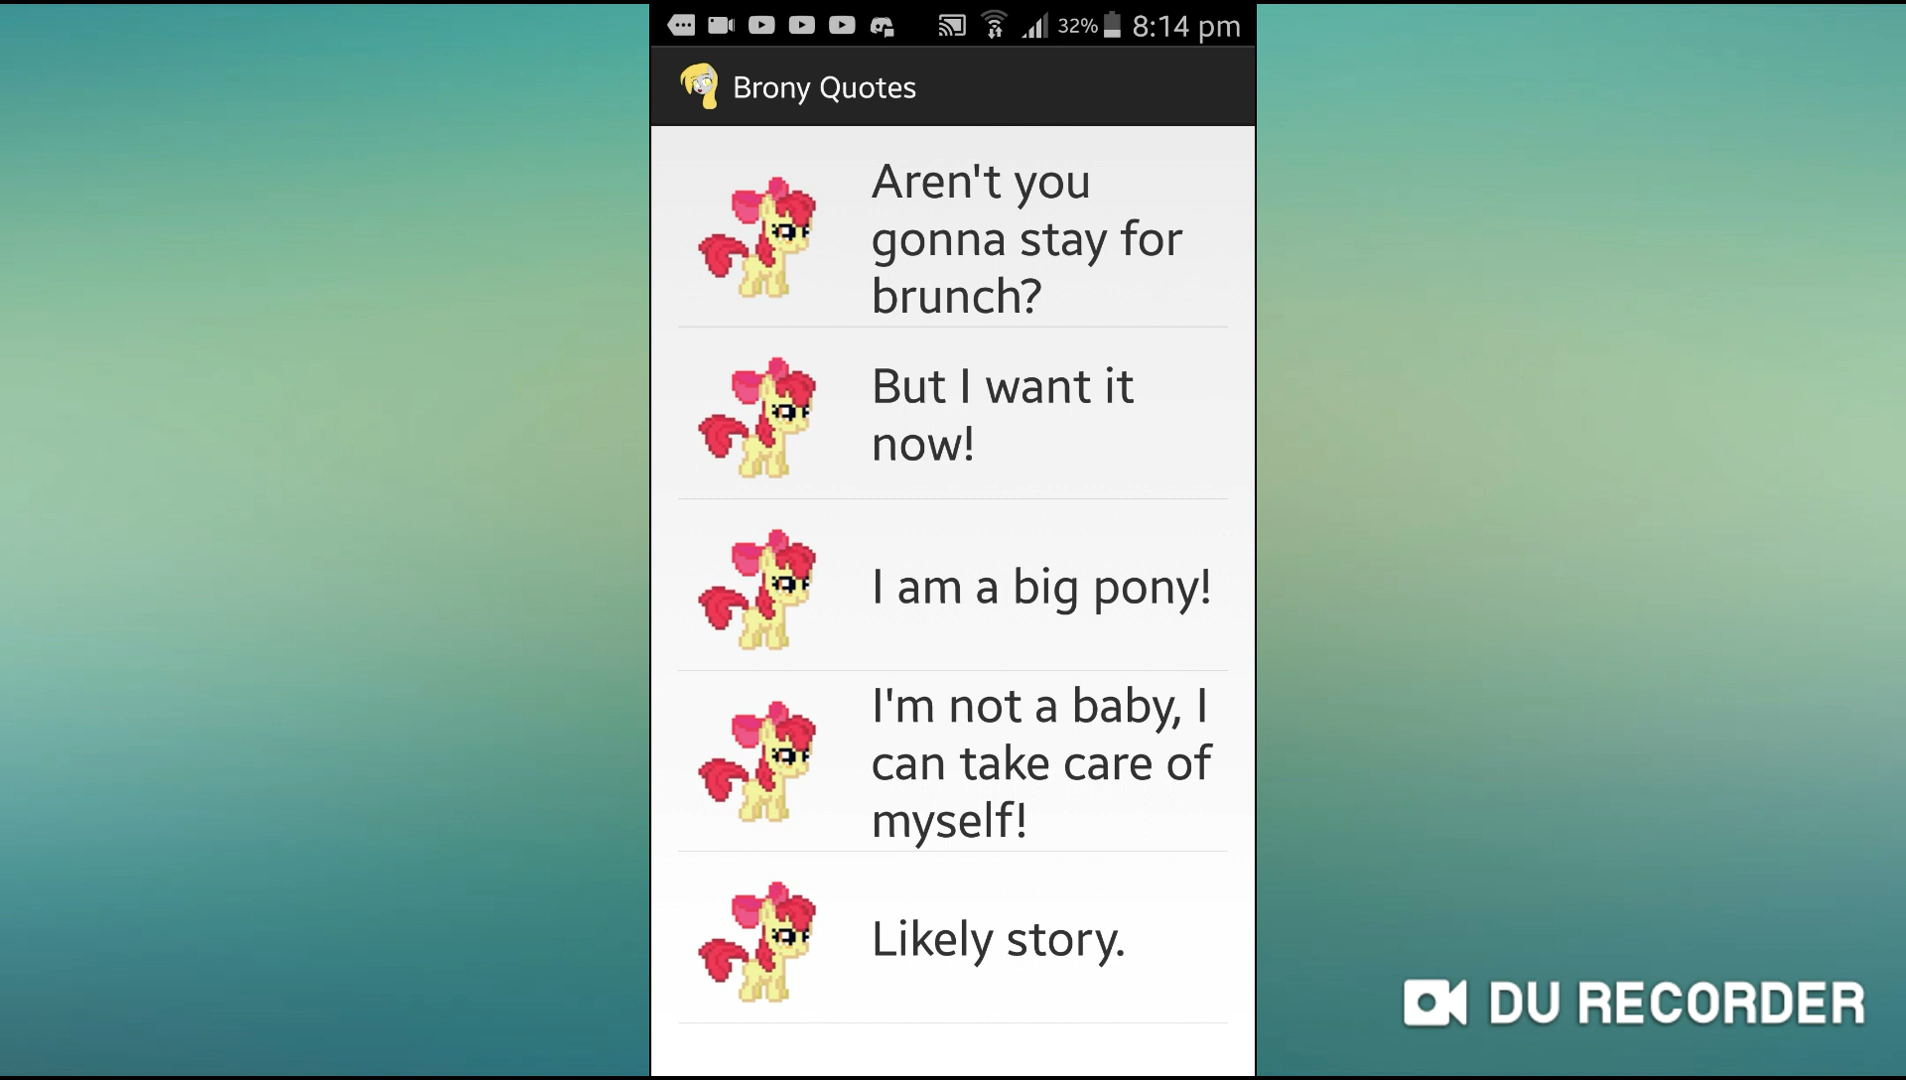 32% 8:14 pm
Brony Quotes
Aren't you
gonna stay for
brunch?
But I want it
now!
I am a big pony!
I'm not a baby, I
can take care of
myself!
Likely story.
DU RECORDER